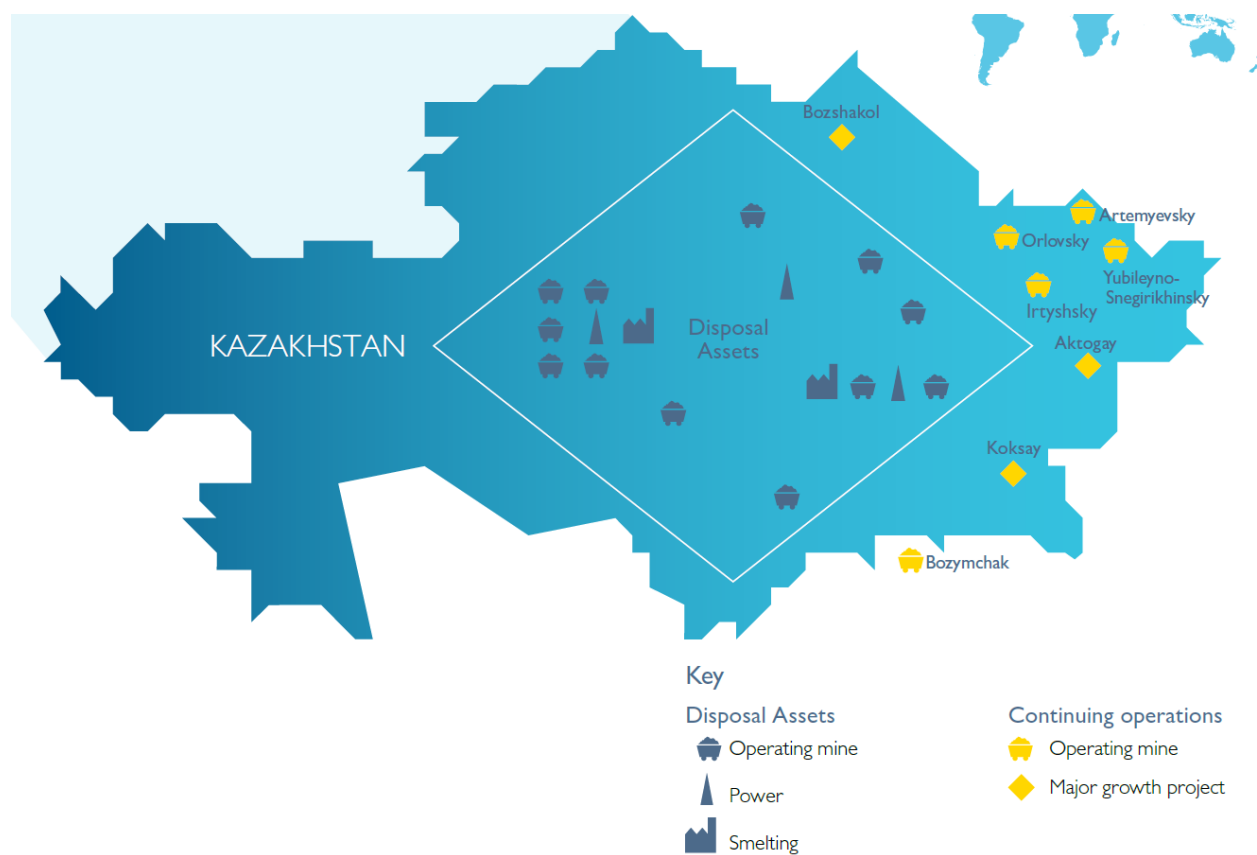 Bozshakol
Artemyevsky
Orlovsky
Yubileyno-
Snegirikhinsky
Irtyshsky
KAZAKHSTAN
Disposal
Assets
Aktogay
Koksay
Bozymchak
Key
Disposal Assets
Operating mine
Power
Smelting
Continuing operations
Operating mine
Major growth project